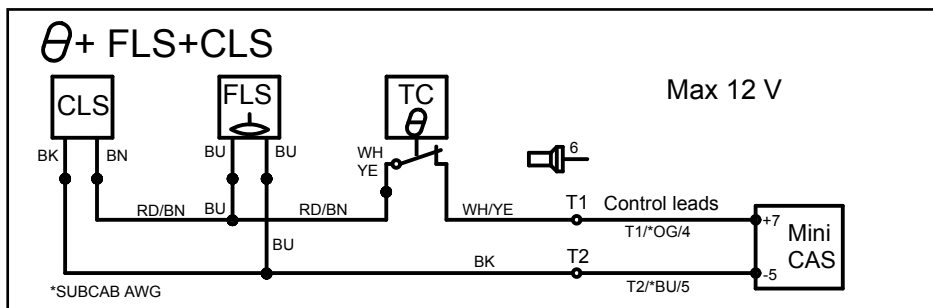 θ+ FLS+CLS
CLS
FLS
TC
θ
Max 12 V
BK
BN
BU
BU
WH
YE
6
RD/BN
BU
RD/BN
WH/YE
T1
Control leads
T1/*OG/4
+7
Mini
CAS
BU
BK
T2
T2/*BU/5
-5
*SUBCAB AWG